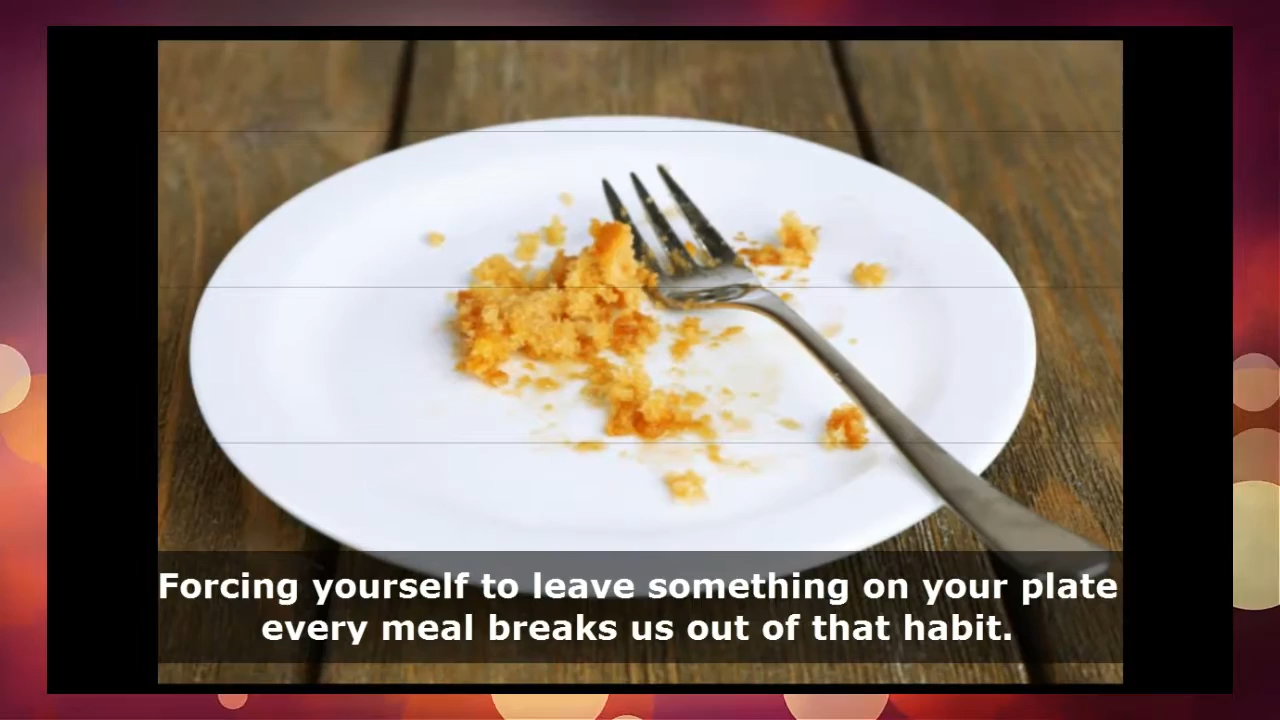 Forcing yourself to leave something on your plate
every meal breaks us out of that habit.